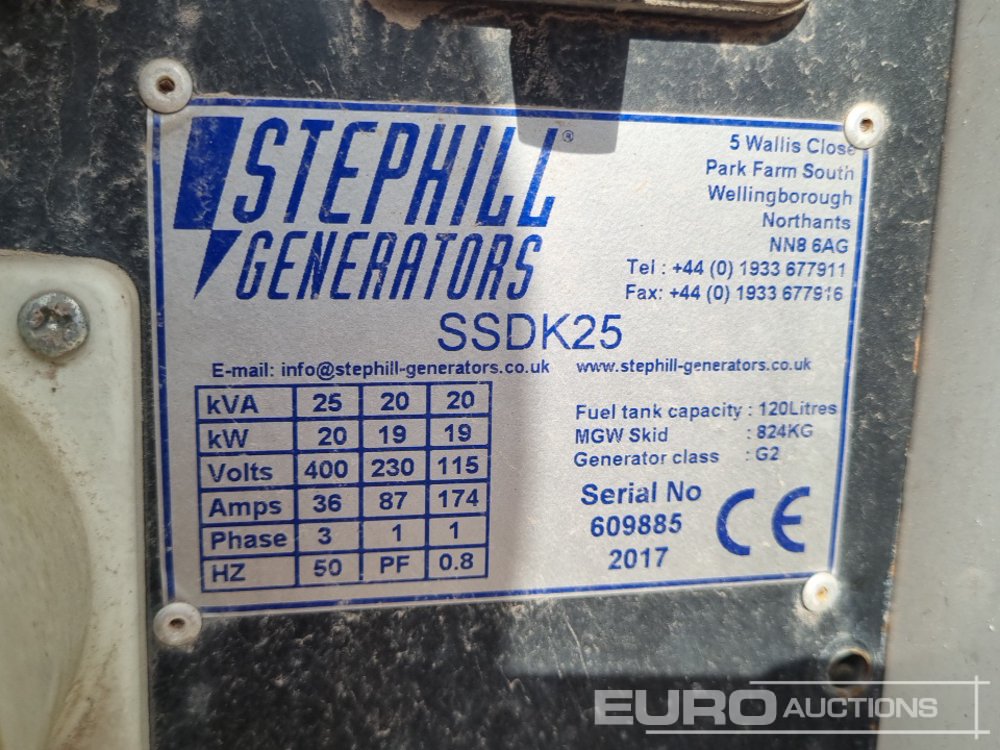 STEPHILL®
GENERATORS
5 Wallis Close
Park Farm South
Wellingborough
Northants
NN8 6AG
Tel : +44 (0) 1933 677911
Fax: +44 (0) 1933 677916
SSDK25
E-mail: info@stephill-generators.co.uk www.stephill-generators.co.uk
kVA 25 20 20
kW 20 19 19
Volts 400 230 115
Amps 36 87 174
Phase 3 1 1
HZ 50 PF 0.8
Fuel tank capacity : 120Litres
MGW Skid : 824KG
Generator class : G2
Serial No
609885
2017
CE
EURO AUCTIONS